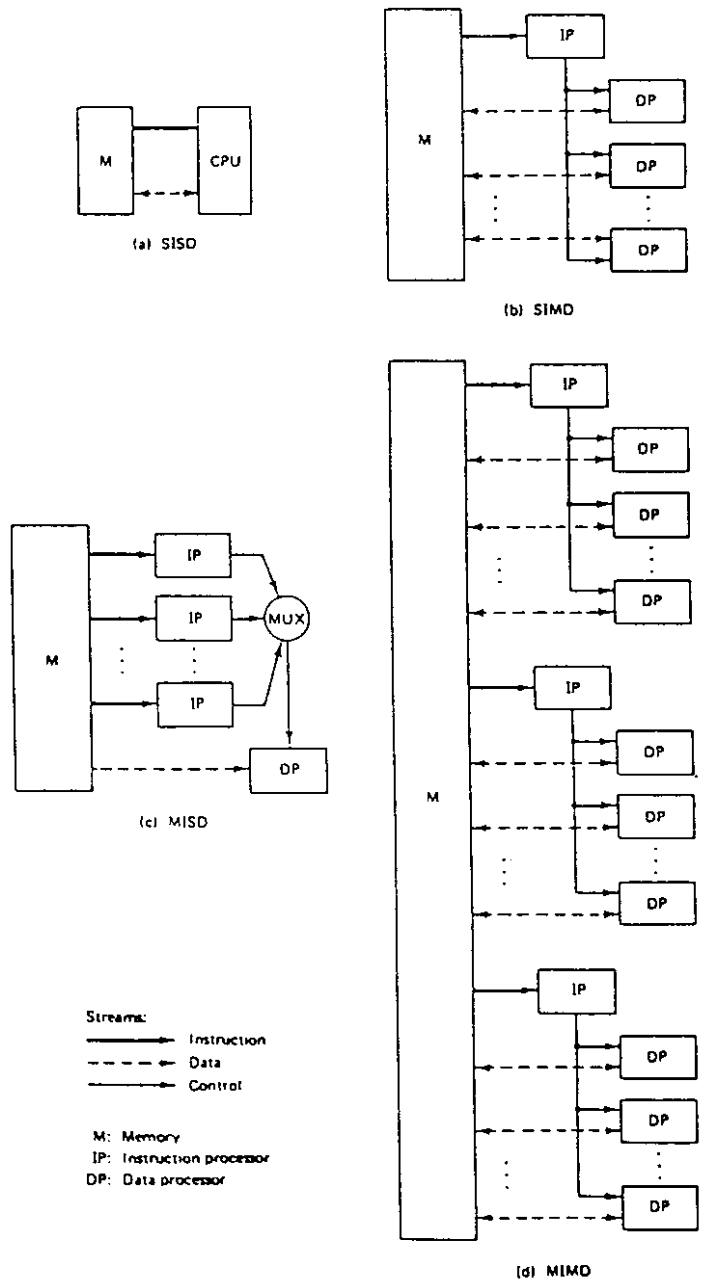 M
CPU
(a) SISD
M
IP
DP
DP
DP
(b) SIMD
M
IP
IP
IP
MUX
DP
(c) MISD
M
IP
DP
DP
DP
IP
DP
DP
DP
IP
DP
DP
DP
(d) MIMD
Streams:
Instruction
Data
Control
M: Memory
IP: Instruction processor
DP: Data processor